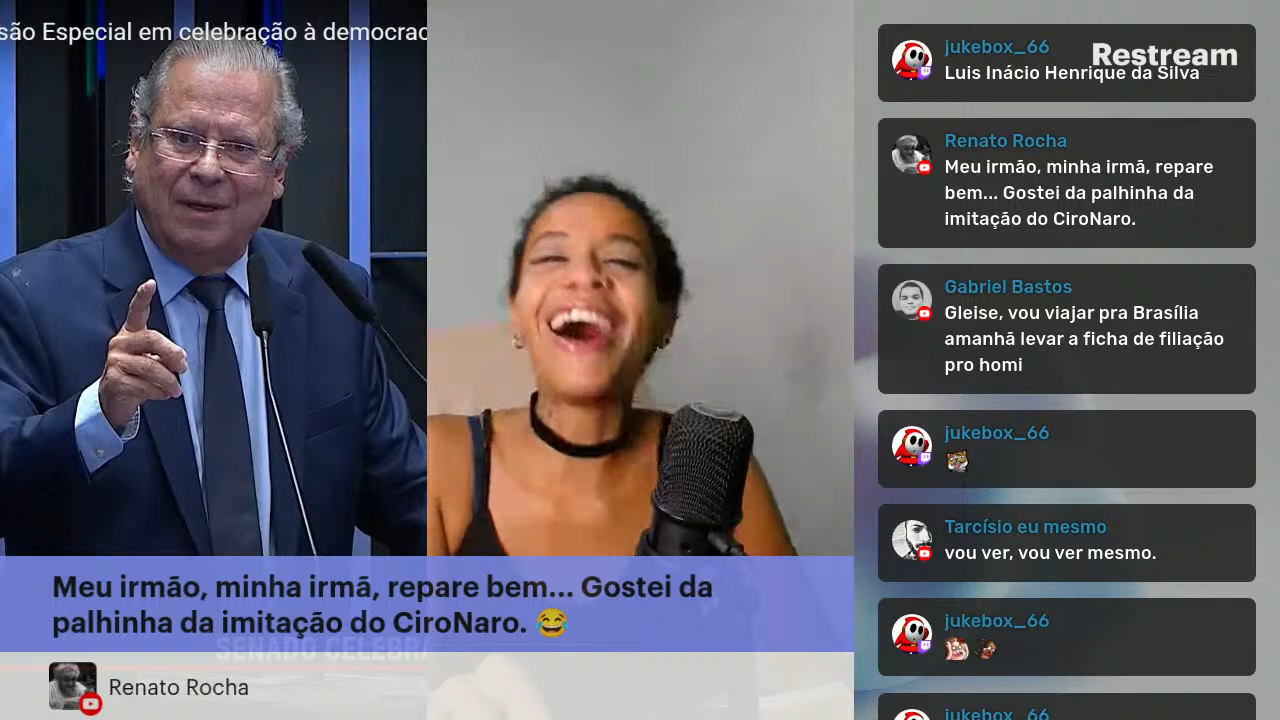 são Especial em celebração à democrac
Meu irmão, minha irmã, repare bem... Gostei da
palhinha da imitação do CiroNaro. 😂
SENADO CELEBRA
Renato Rocha
Restream
jukebox_66
Luis Inácio Henrique da Silva
Renato Rocha
Meu irmão, minha irmã, repare
bem... Gostei da palhinha da
imitação do CiroNaro.
Gabriel Bastos
Gleise, vou viajar pra Brasília
amanhã levar a ficha de filiação
pro homi
jukebox_66
Tarcísio eu mesmo
vou ver, vou ver mesmo.
jukebox_66
jukebox_66